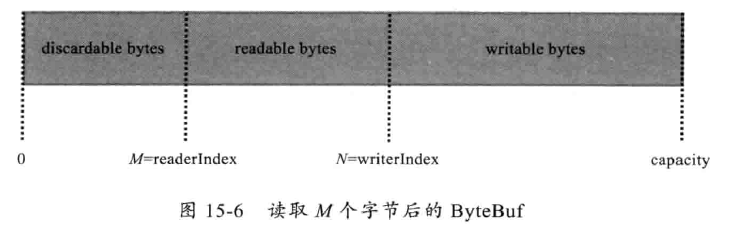 discardable bytes readable bytes writable bytes
0 M=readerIndex N=writerIndex capacity
图 15-6 读取 M 个字节后的 ByteBuf